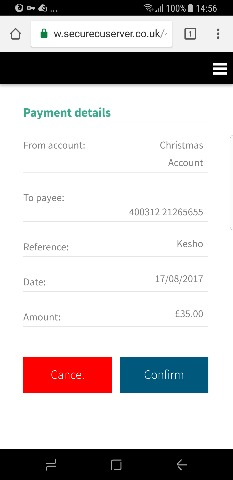 100% 14:56
w.securecuserver.co.uk/ 1
Payment details
From account: Christmas
Account
To payee:
400312 21265655
Reference: Kesho
Date: 17/08/2017
Amount: £35.00
Cancel Confirm